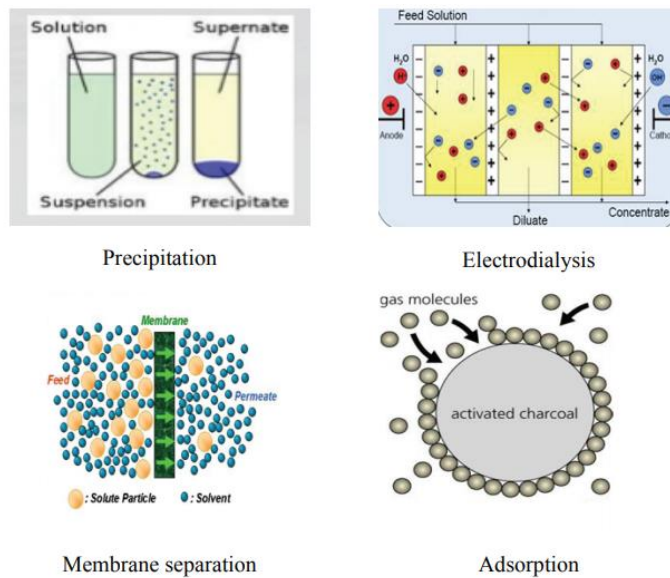 Solution Supernate
Suspension Precipitate
Precipitation
Feed Solution
H₂O H₂O
H⁺ OH
Anode Cathod
Diluate Concentrate
Electrodialysis
Membrane
Feed Permeate
: Solute Particle : Solvent
Membrane separation
gas molecules
activated charcoal
Adsorption